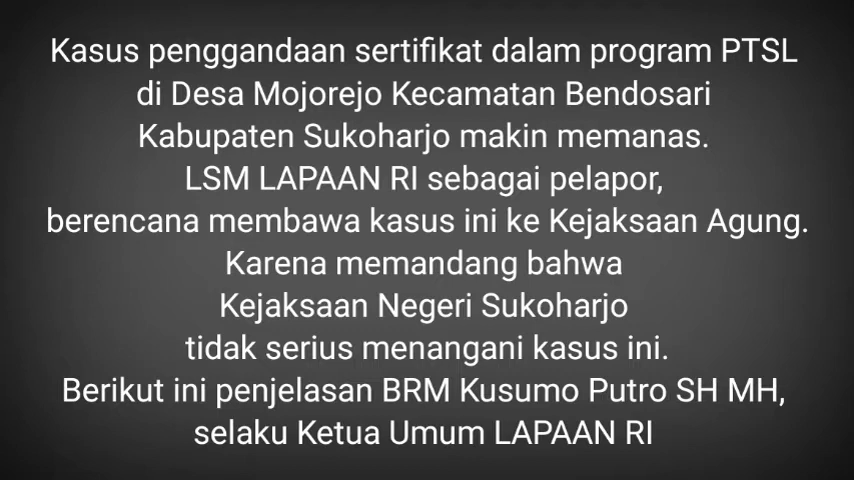 Kasus penggandaan sertifikat dalam program PTSL
di Desa Mojorejo Kecamatan Bendosari
Kabupaten Sukoharjo makin memanas.
LSM LAPAAN RI sebagai pelapor,
berencana membawa kasus ini ke Kejaksaan Agung.
Karena memandang bahwa
Kejaksaan Negeri Sukoharjo
tidak serius menangani kasus ini.
Berikut ini penjelasan BRM Kusumo Putro SH MH,
selaku Ketua Umum LAPAAN RI